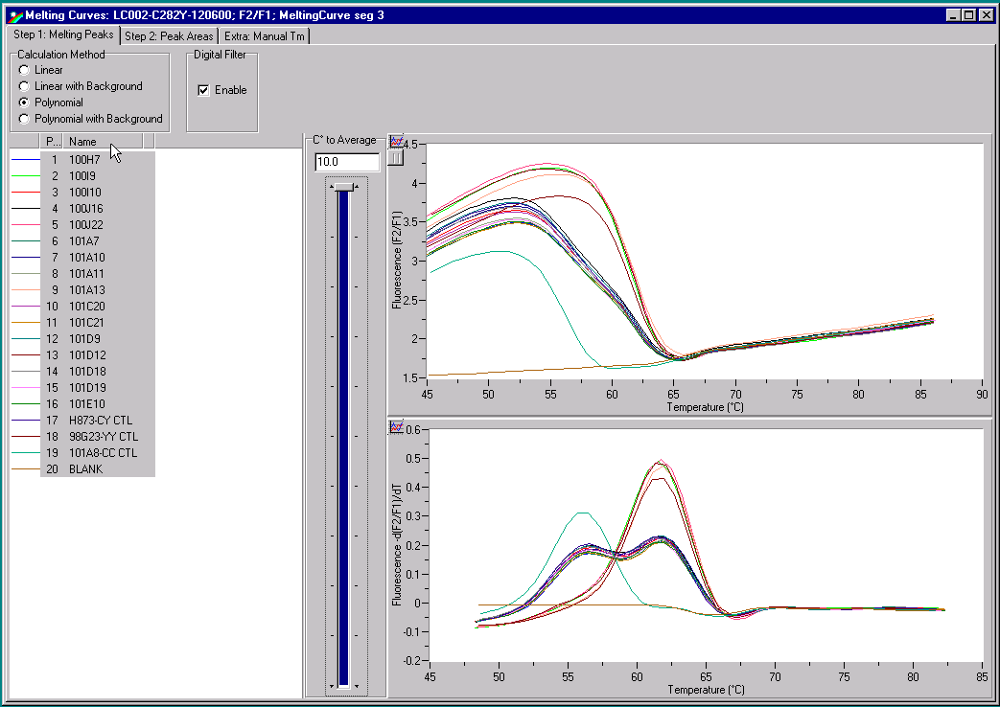 Melting Curves: LC002-C282Y-120600; F2/F1; MeltingCurve seg 3
Step 1: Melting Peaks Step 2: Peak Areas Extra: Manual Tm
Calculation Method
Linear
Linear with Background
Polynomial
Polynomial with Background
Digital Filter
Enable
P... Name
1 100H7
2 100I9
3 100I10
4 100J16
5 100J22
6 101A7
7 101A10
8 101A11
9 101A13
10 101C20
11 101C21
12 101D9
13 101D12
14 101D18
15 101D19
16 101E10
17 H873-CY CTL
18 98G23-YY CTL
19 101A8-CC CTL
20 BLANK
C° to Average
10.0
Fluorescence (F2/F1)
4.5
4
3.5
3
2.5
2
1.5
45 50 55 60 65 70 75 80 85 90
Temperature (°C)
Fluorescence -d(F2/F1)/dT
0.6
0.5
0.4
0.3
0.2
0.1
0
-0.1
-0.2
45 50 55 60 65 70 75 80 85
Temperature (°C)